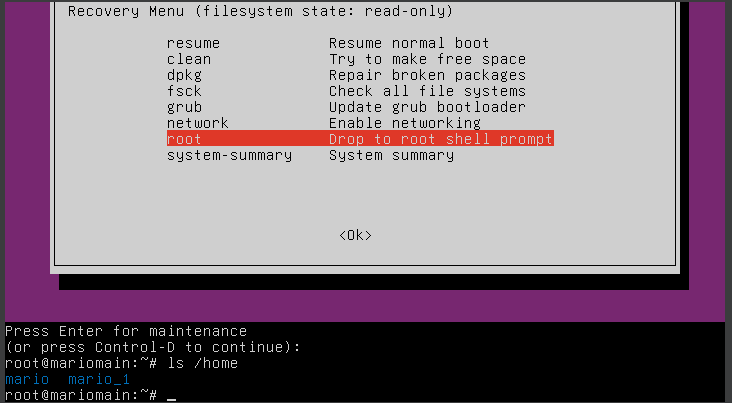 Recovery Menu (filesystem state: read-only)
resume Resume normal boot
clean Try to make free space
dpkg Repair broken packages
fsck Check all file systems
grub Update grub bootloader
network Enable networking
root Drop to root shell prompt
system-summary System summary
<Ok>
Press Enter for maintenance
(or press Control-D to continue):
root@mariomain:~# ls /home
mario mario_1
root@mariomain:~# _